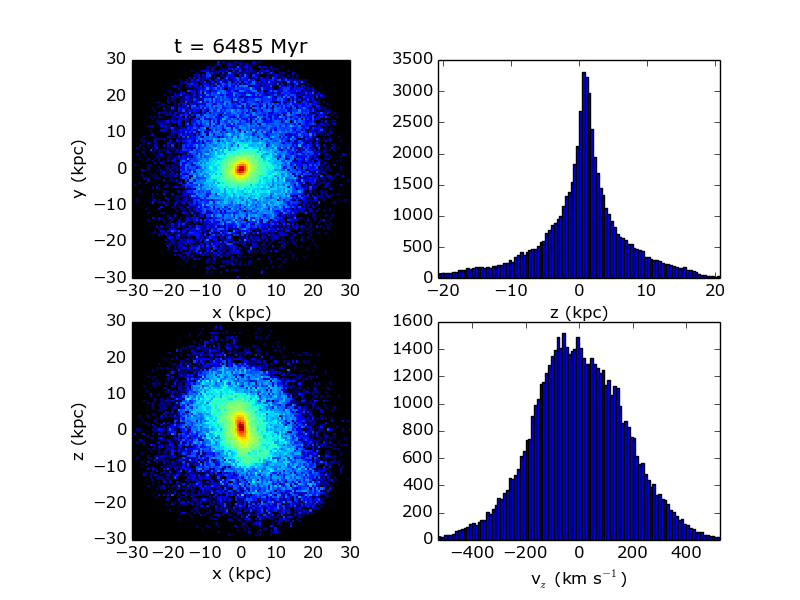 t = 6485 Myr
30
20
10
0
−10
−20
−30
y (kpc)
−30 −20 −10 0 10 20 30
x (kpc)
3500
3000
2500
2000
1500
1000
500
0
−20 −10 0 10 20
z (kpc)
30
20
10
0
−10
−20
−30
z (kpc)
−30 −20 −10 0 10 20 30
x (kpc)
1600
1400
1200
1000
800
600
400
200
0
−400 −200 0 200 400
v_z (km s^−1)